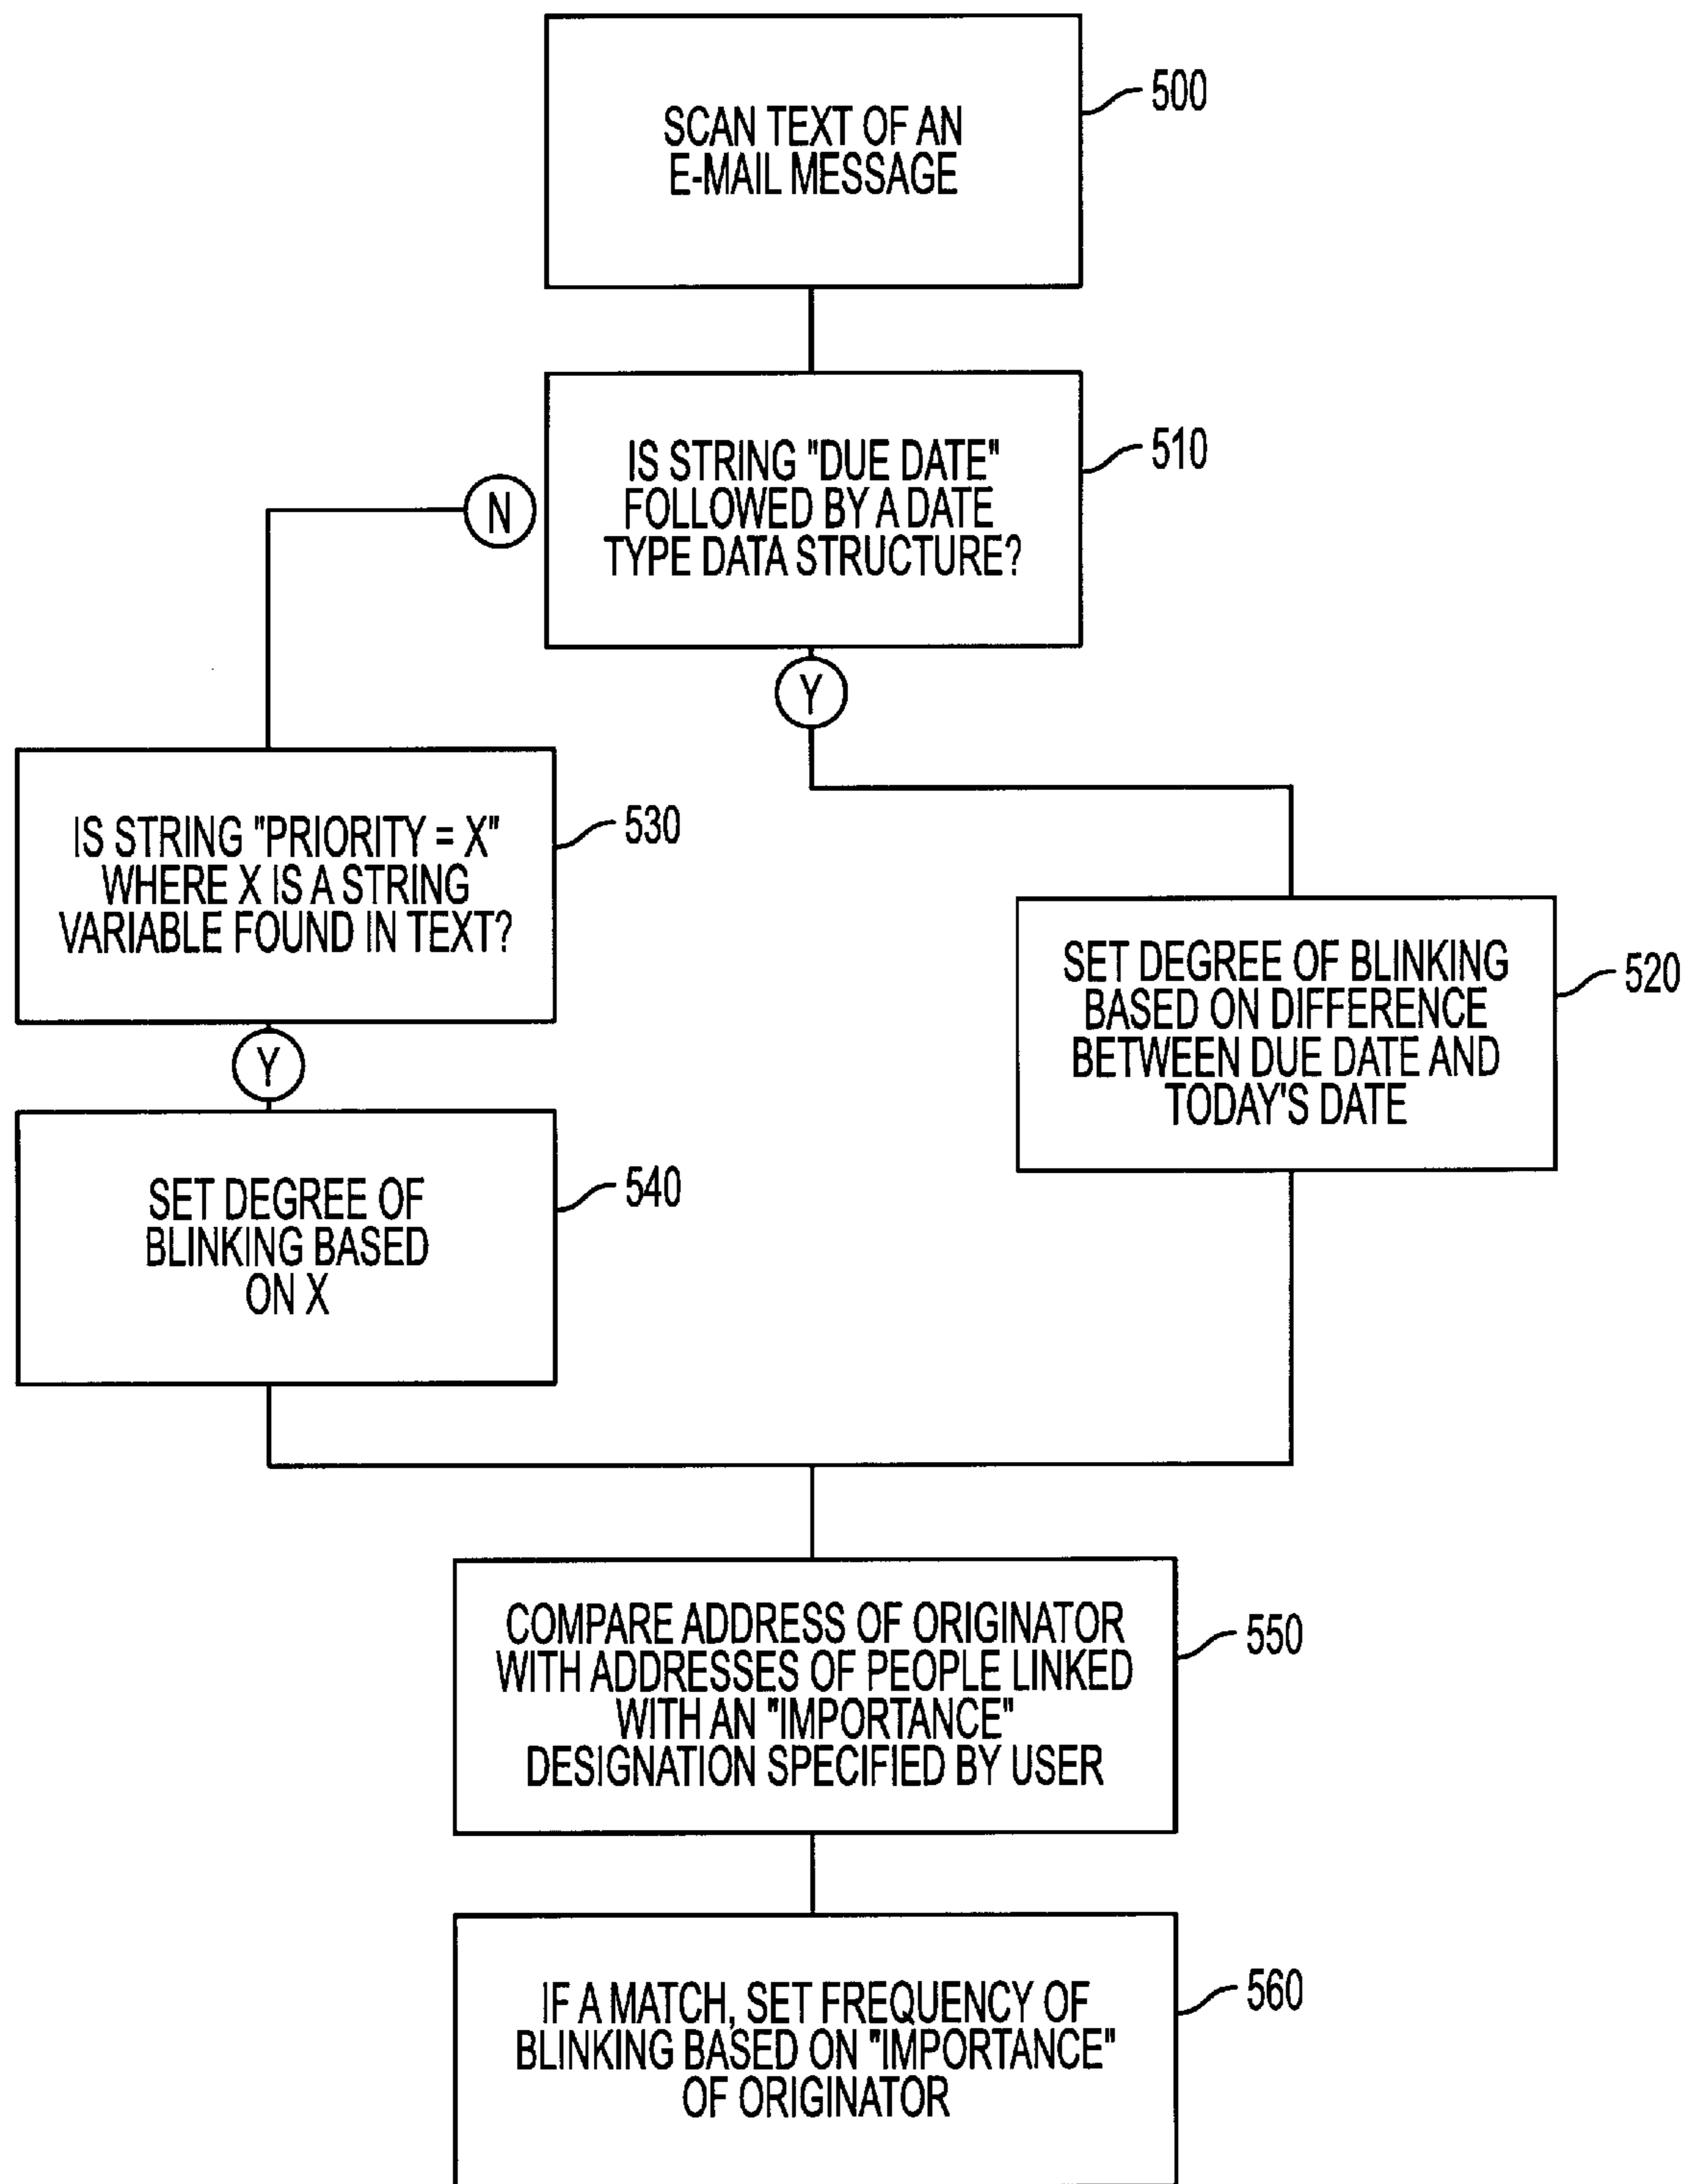 SCAN TEXT OF AN
E-MAIL MESSAGE
500
IS STRING "DUE DATE"
FOLLOWED BY A DATE
TYPE DATA STRUCTURE?
510
N
Y
IS STRING "PRIORITY = X"
WHERE X IS A STRING
VARIABLE FOUND IN TEXT?
530
SET DEGREE OF BLINKING
BASED ON DIFFERENCE
BETWEEN DUE DATE AND
TODAY'S DATE
520
Y
SET DEGREE OF
BLINKING BASED
ON X
540
COMPARE ADDRESS OF ORIGINATOR
WITH ADDRESSES OF PEOPLE LINKED
WITH AN "IMPORTANCE"
DESIGNATION SPECIFIED BY USER
550
IF A MATCH, SET FREQUENCY OF
BLINKING BASED ON "IMPORTANCE"
OF ORIGINATOR
560